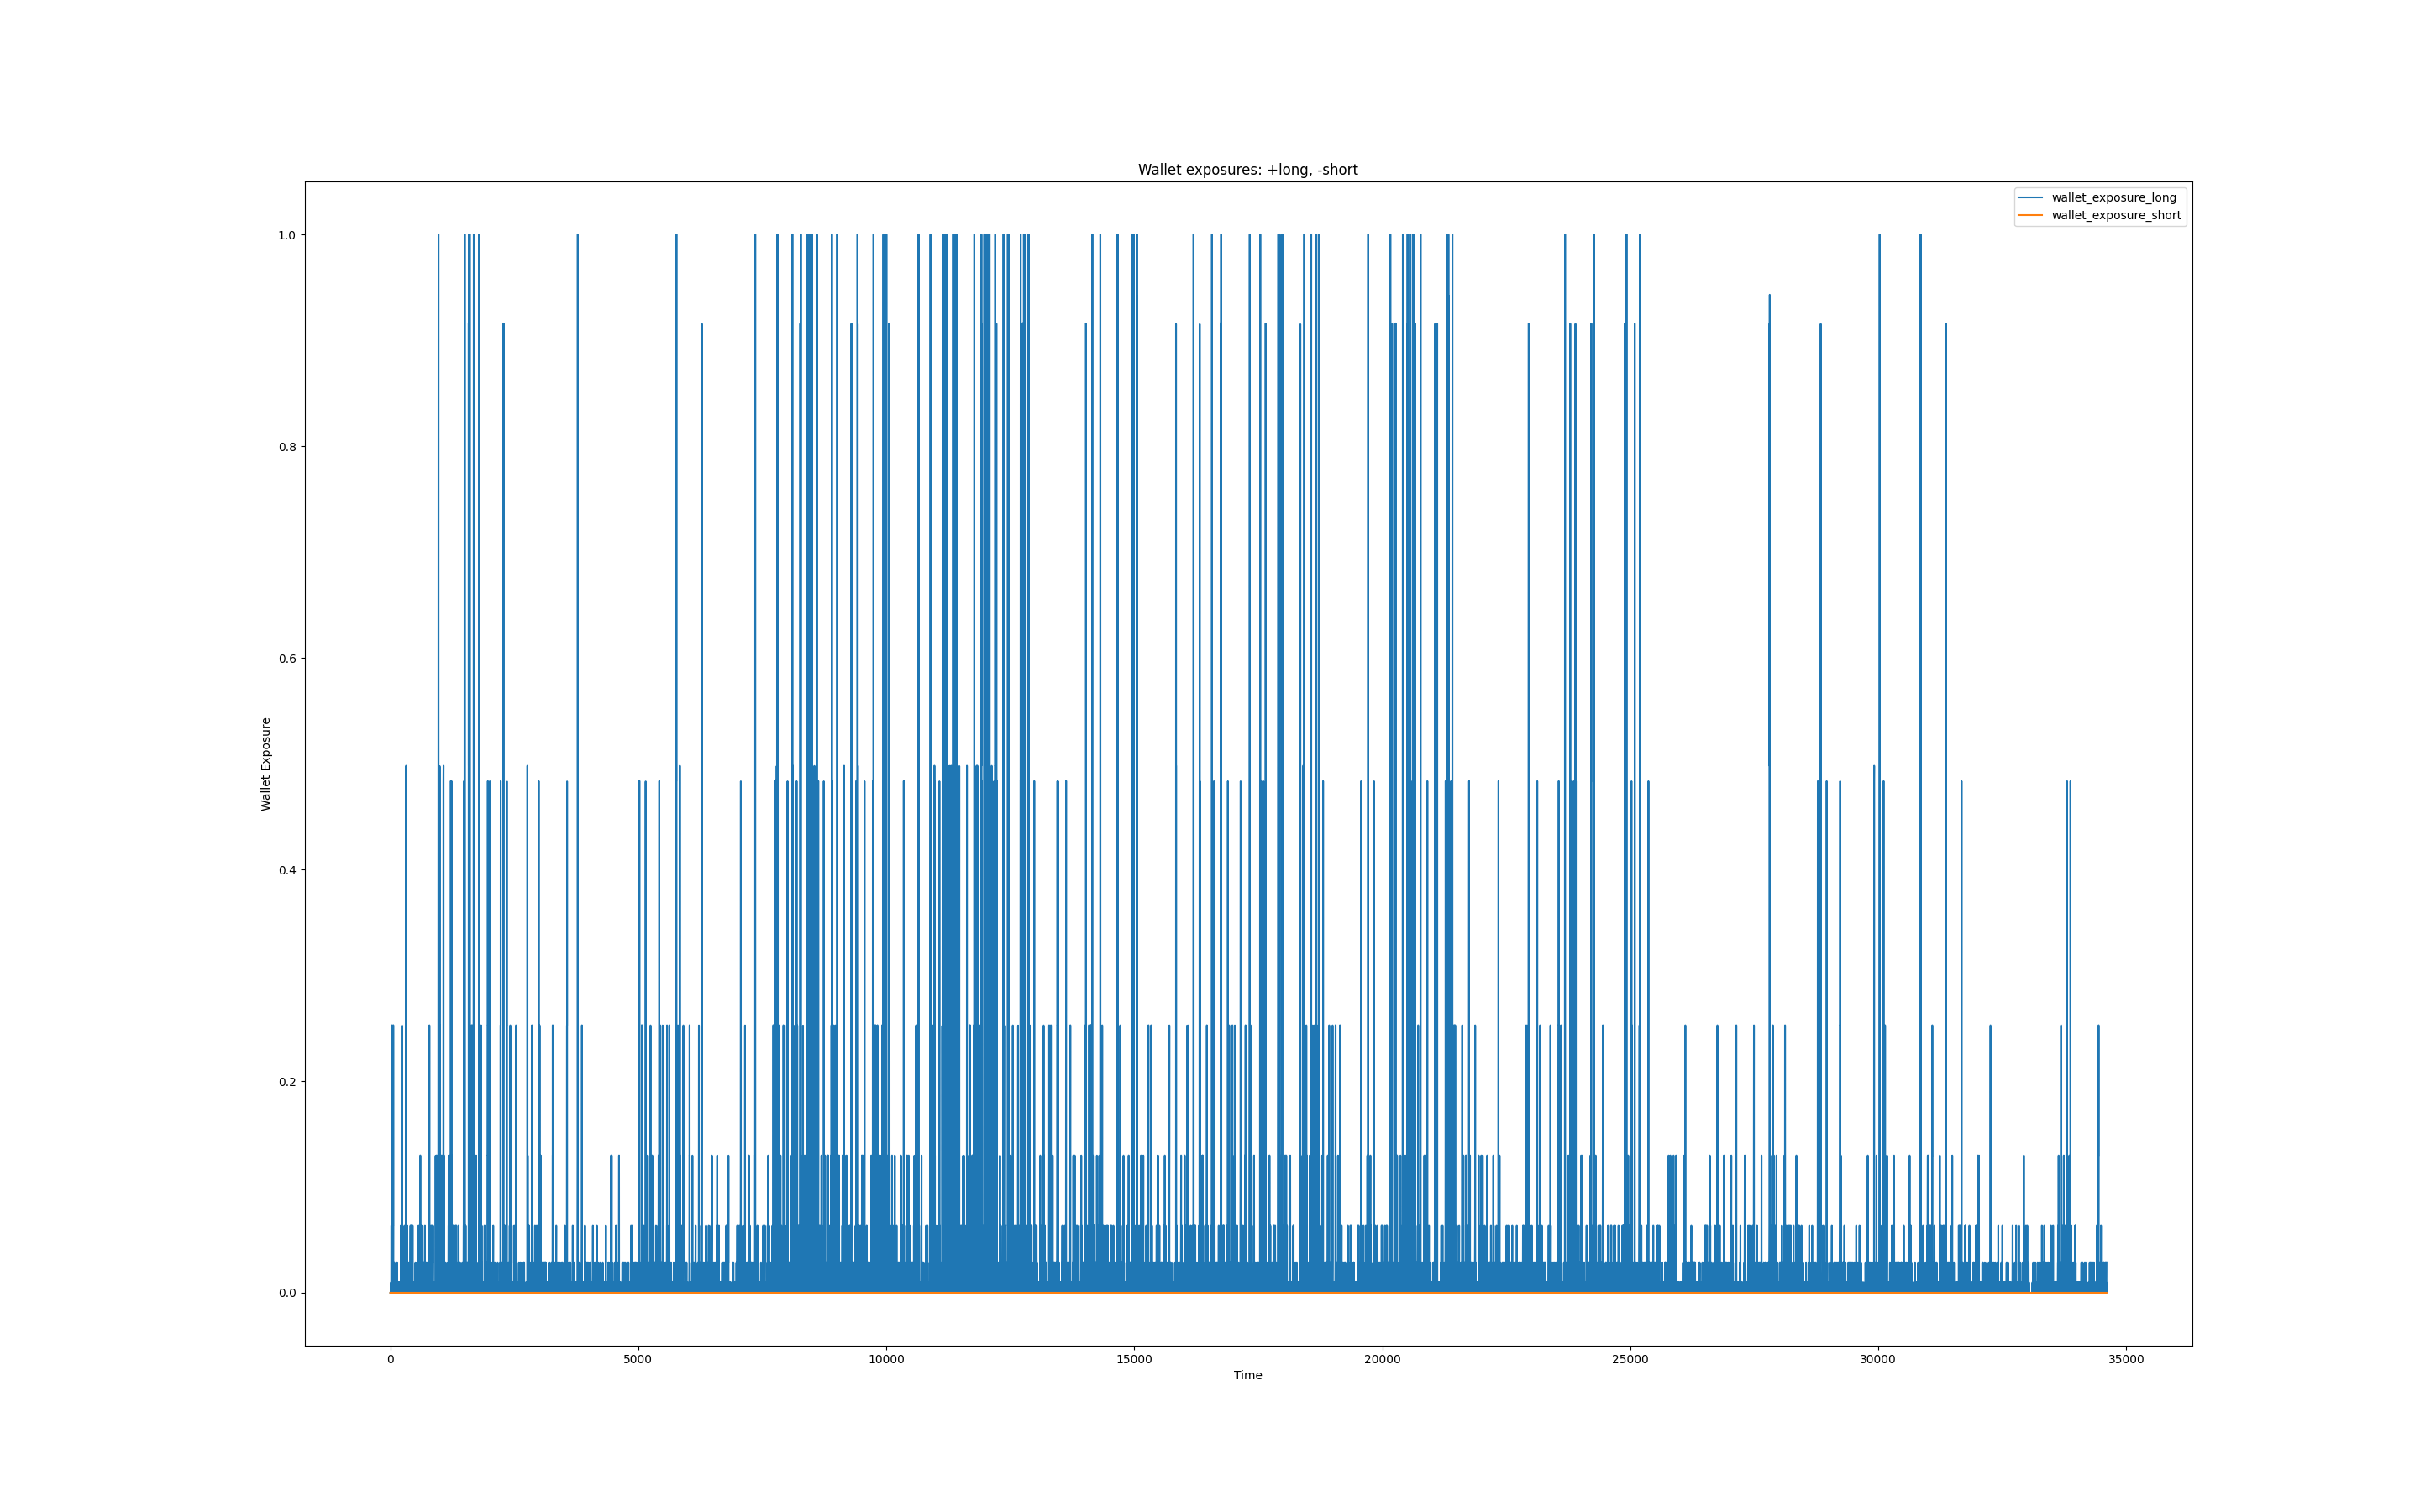 Wallet exposures: +long, -short
wallet_exposure_long
wallet_exposure_short
1.0
0.8
0.6
0.4
0.2
0.0
Wallet Exposure
0 5000 10000 15000 20000 25000 30000 35000
Time